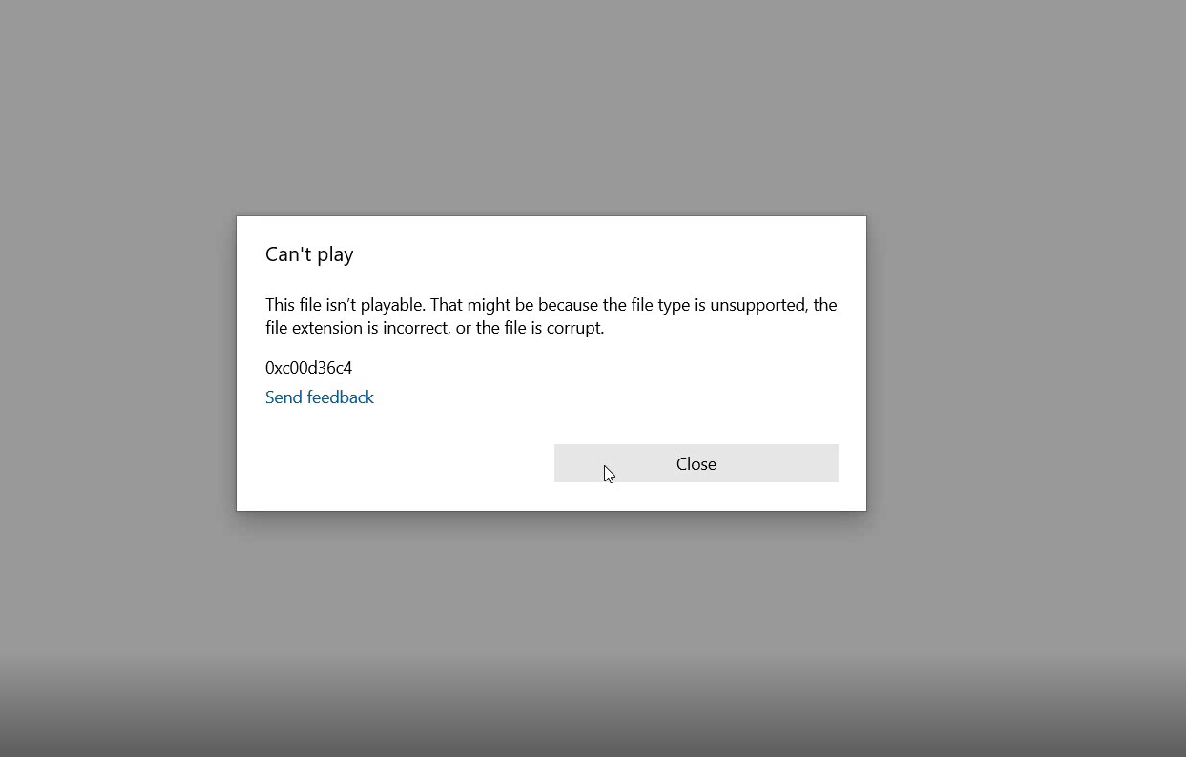 Can't play
This file isn't playable. That might be because the file type is unsupported, the
file extension is incorrect, or the file is corrupt.
0xc00d36c4
Send feedback
Close